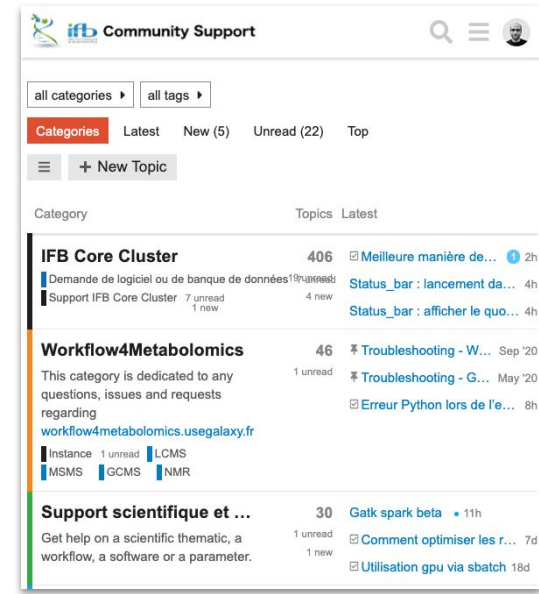 ifb Community Support
all categories
all tags
Categories Latest New (5) Unread (22) Top
+ New Topic
Category Topics Latest
IFB Core Cluster 406
Demande de logiciel ou de banque de données
Support IFB Core Cluster 7 unread
1 new
19 unread
4 new
Meilleure manière de... 1 2h
Status_bar : lancement da... 4h
Status_bar : afficher le quo... 4h
Workflow4Metabolomics 46
1 unread
This category is dedicated to any
questions, issues and requests
regarding
workflow4metabolomics.usegalaxy.fr
Instance 1 unread LCMS
MSMS GCMS NMR
Troubleshooting - W... Sep '20
Troubleshooting - G... May '20
Erreur Python lors de l'e... 8h
Support scientifique et ... 30
1 unread
1 new
Get help on a scientific thematic, a
workflow, a software or a parameter.
Gatk spark beta • 11h
Comment optimiser les r... 7d
Utilisation gpu via sbatch 18d